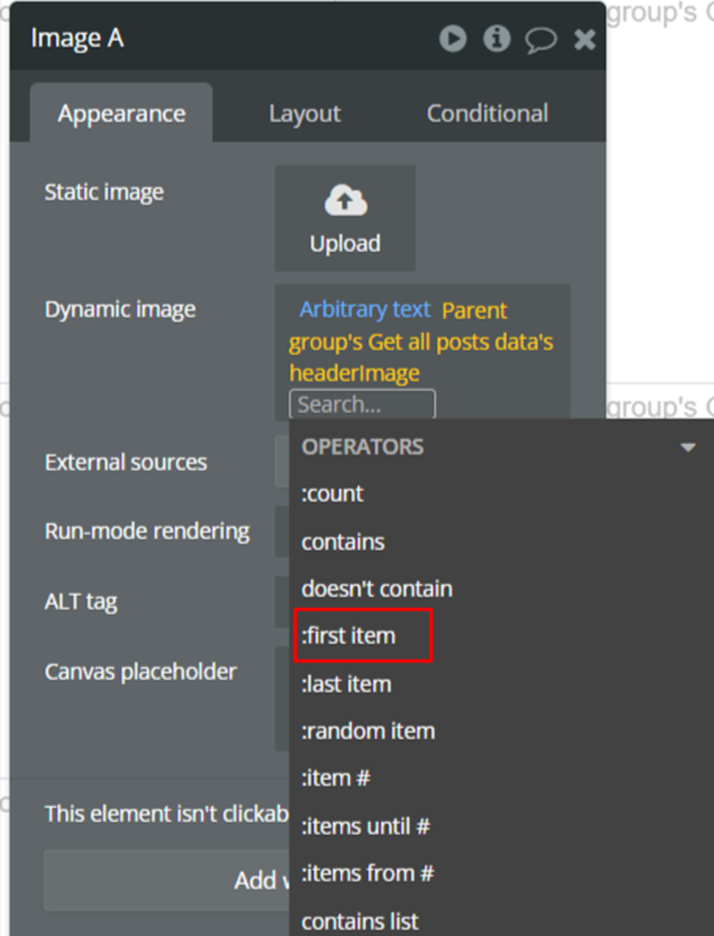 group's
Image A
Appearance
Layout
Conditional
Static image
Upload
Dynamic image
Arbitrary text Parent
group's Get all posts data's
headerImage
Search...
group's
External sources
Run-mode rendering
ALT tag
Canvas placeholder
OPERATORS
:count
contains
doesn't contain
:first item
:last item
:random item
:item #
:items until #
:items from #
contains list
This element isn't clickab
Add